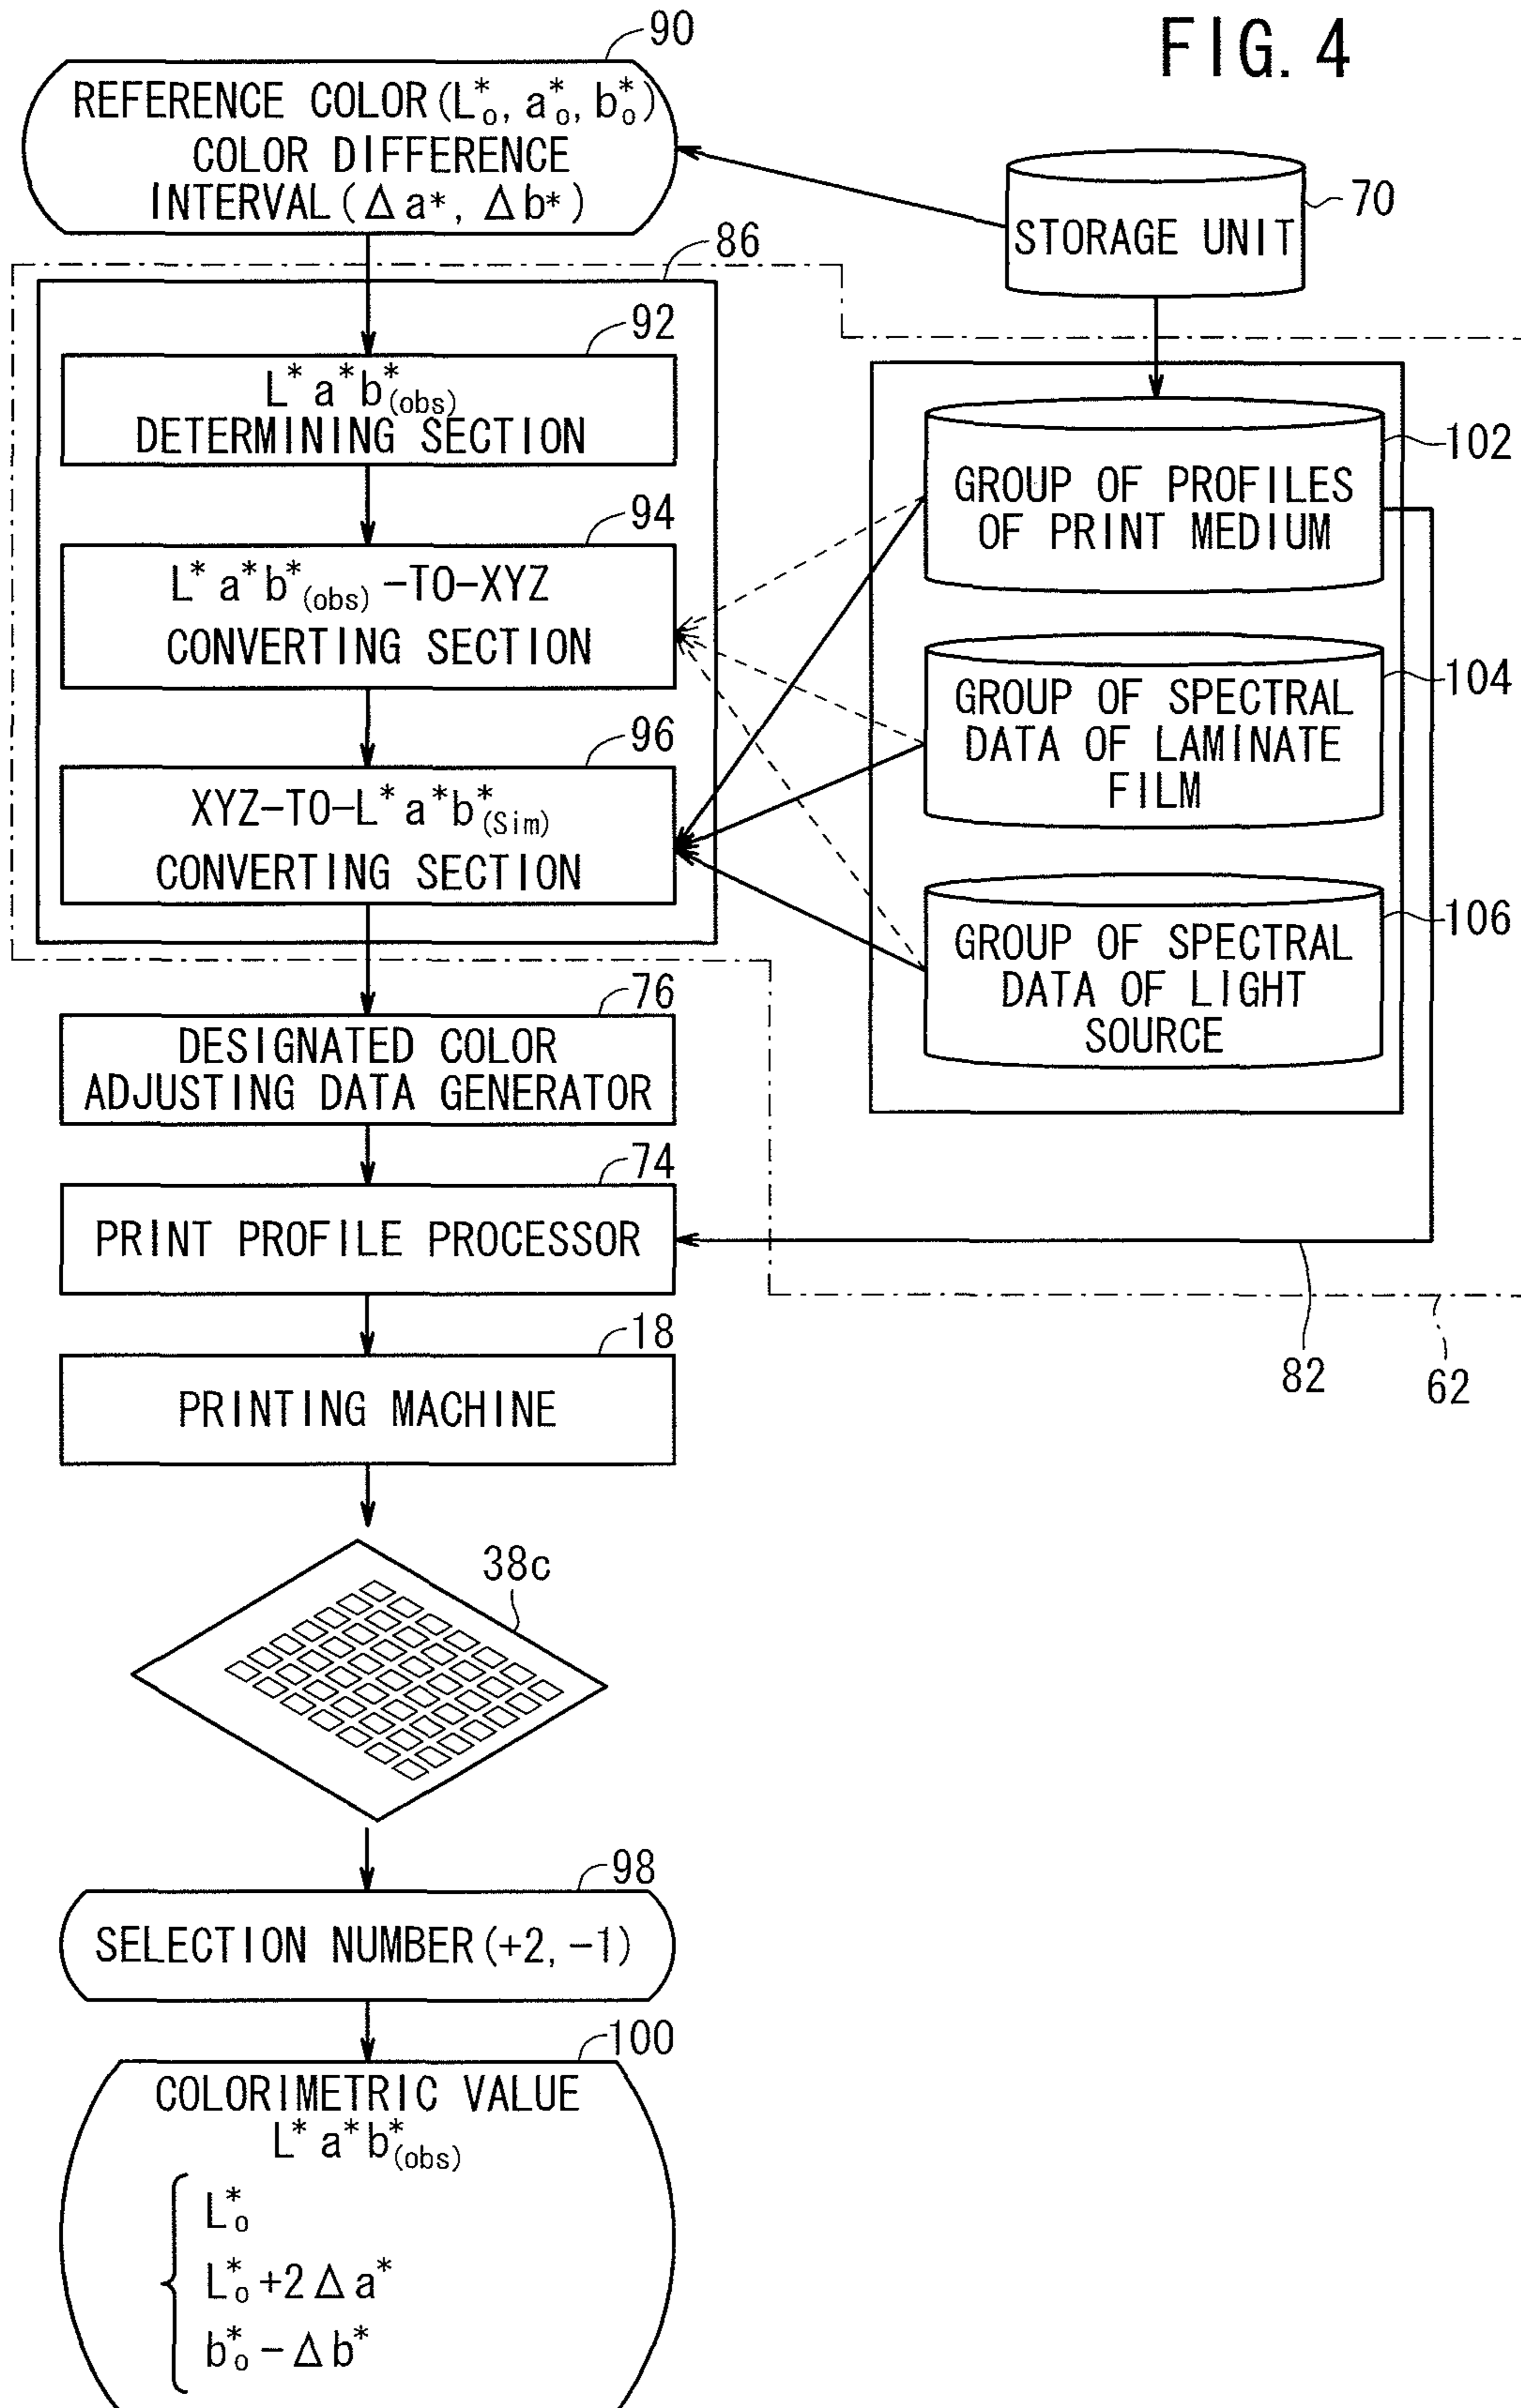 FIG. 4
90
REFERENCE COLOR (L*o, a*o, b*o)
COLOR DIFFERENCE
INTERVAL (Δa*, Δb*)
70
STORAGE UNIT
86
92
L*a*b*(obs)
DETERMINING SECTION
94
L*a*b*(obs)-TO-XYZ
CONVERTING SECTION
96
XYZ-TO-L*a*b*(Sim)
CONVERTING SECTION
102
GROUP OF PROFILES
OF PRINT MEDIUM
104
GROUP OF SPECTRAL
DATA OF LAMINATE
FILM
106
GROUP OF SPECTRAL
DATA OF LIGHT
SOURCE
76
DESIGNATED COLOR
ADJUSTING DATA GENERATOR
74
PRINT PROFILE PROCESSOR
82
62
18
PRINTING MACHINE
38c
98
SELECTION NUMBER (+2, -1)
100
COLORIMETRIC VALUE
L*a*b*(obs)
L*o
L*o+2Δa*
b*o-Δb*